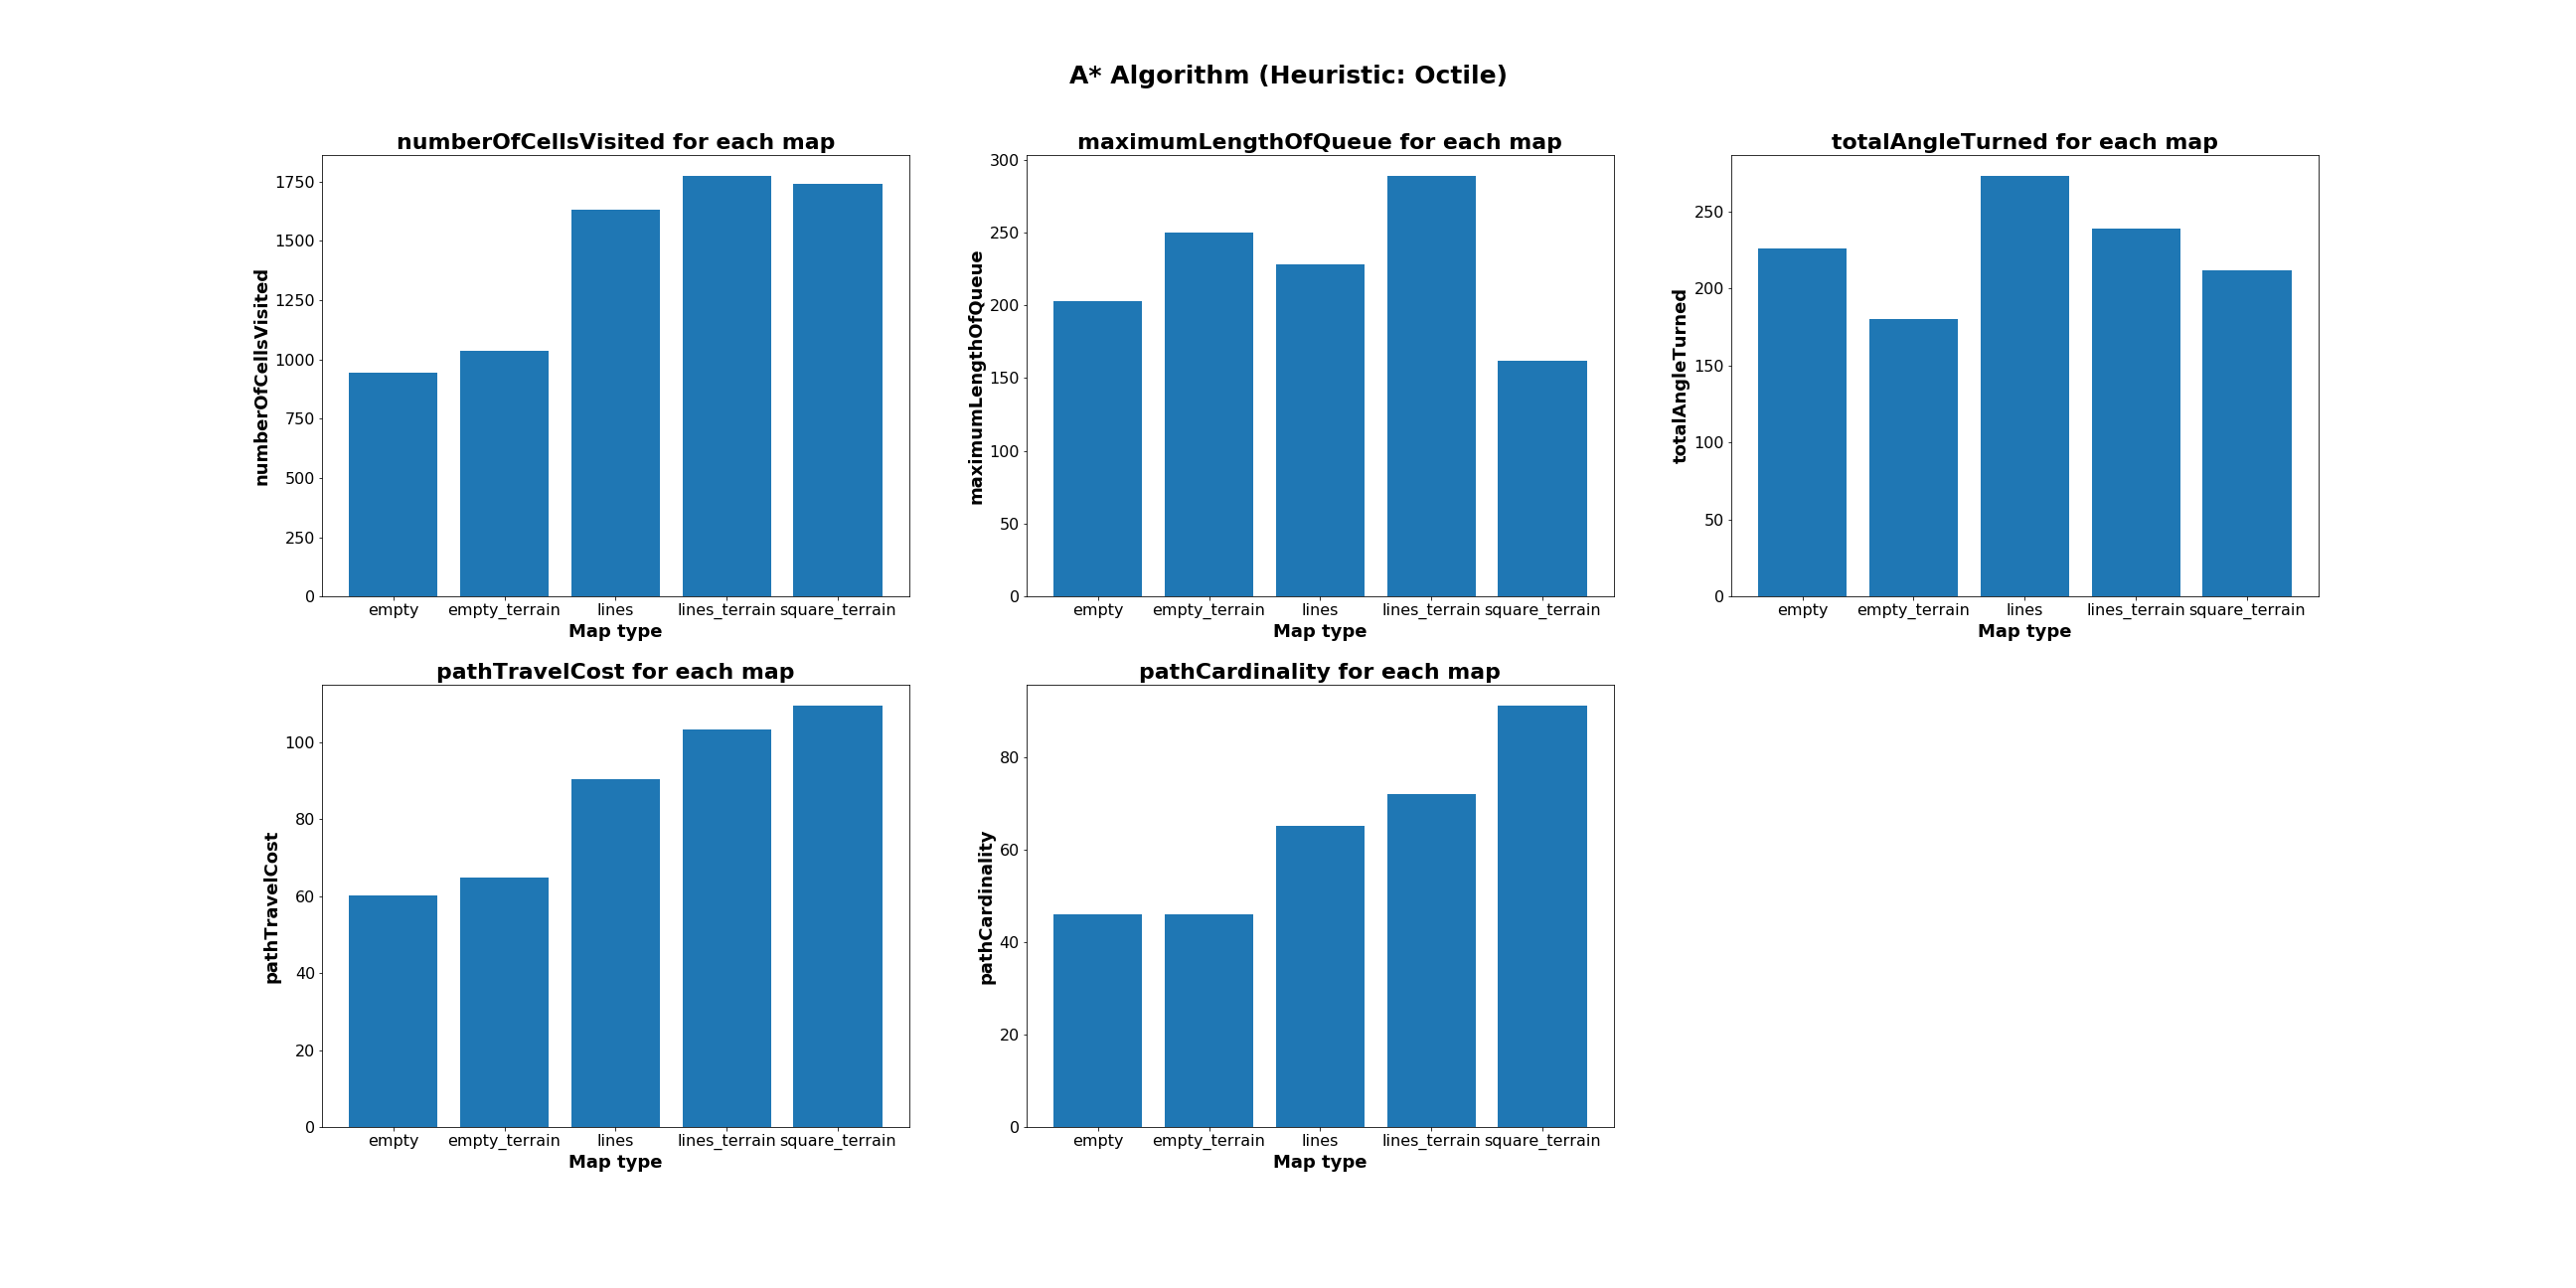 A* Algorithm (Heuristic: Octile)
numberOfCellsVisited for each map
numberOfCellsVisited
1750
1500
1250
1000
750
500
250
0
empty empty_terrain lines lines_terrain square_terrain
Map type
maximumLengthOfQueue for each map
maximumLengthOfQueue
300
250
200
150
100
50
0
empty empty_terrain lines lines_terrain square_terrain
Map type
totalAngleTurned for each map
totalAngleTurned
250
200
150
100
50
0
empty empty_terrain lines lines_terrain square_terrain
Map type
pathTravelCost for each map
pathTravelCost
100
80
60
40
20
0
empty empty_terrain lines lines_terrain square_terrain
Map type
pathCardinality for each map
pathCardinality
80
60
40
20
0
empty empty_terrain lines lines_terrain square_terrain
Map type